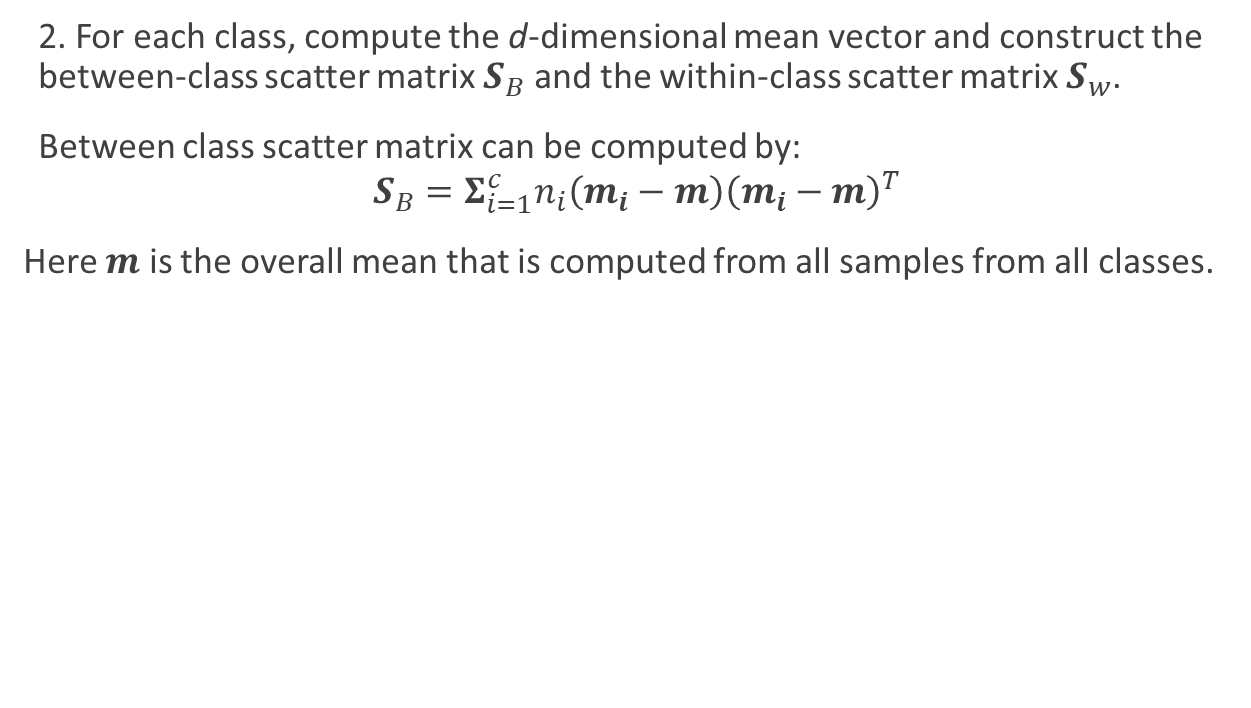 2. For each class, compute the d-dimensional mean vector and construct the
between-class scatter matrix 𝑺_B and the within-class scatter matrix 𝑺_w.
Between class scatter matrix can be computed by:
𝑺_B = Σ_{i=1}^{c} n_i(𝒎_𝒊 − 𝒎)(𝒎_𝒊 − 𝒎)^T
Here 𝒎 is the overall mean that is computed from all samples from all classes.